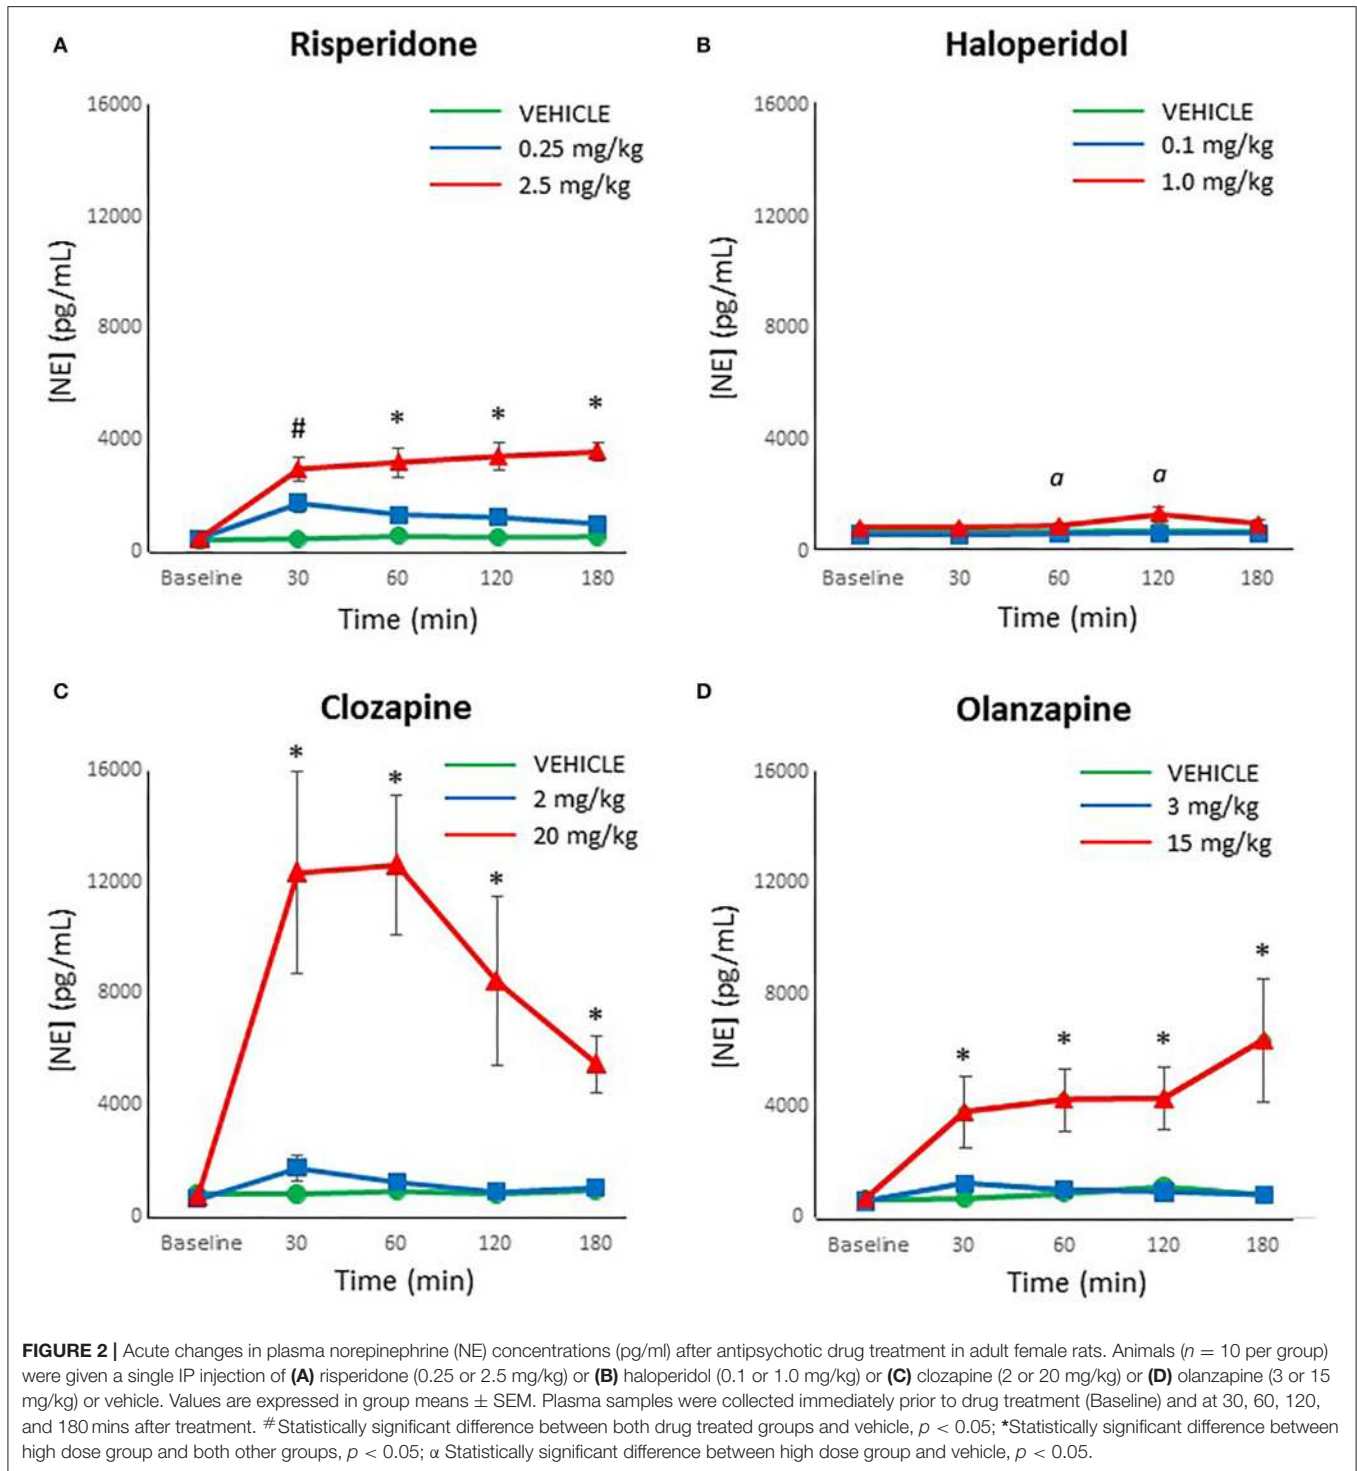 A
Risperidone
16000
12000
8000
4000
0
[NE] (pg/mL)
VEHICLE
0.25 mg/kg
2.5 mg/kg
#
*
*
*
Baseline 30 60 120 180
Time (min)
B
Haloperidol
16000
12000
8000
4000
0
[NE] (pg/mL)
VEHICLE
0.1 mg/kg
1.0 mg/kg
a
a
Baseline 30 60 120 180
Time (min)
C
Clozapine
16000
12000
8000
4000
0
[NE] (pg/mL)
VEHICLE
2 mg/kg
20 mg/kg
*
*
*
*
Baseline 30 60 120 180
Time (min)
D
Olanzapine
16000
12000
8000
4000
0
[NE] (pg/mL)
VEHICLE
3 mg/kg
15 mg/kg
*
*
*
*
Baseline 30 60 120 180
Time (min)
FIGURE 2 | Acute changes in plasma norepinephrine (NE) concentrations (pg/ml) after antipsychotic drug treatment in adult female rats. Animals (n = 10 per group)
were given a single IP injection of (A) risperidone (0.25 or 2.5 mg/kg) or (B) haloperidol (0.1 or 1.0 mg/kg) or (C) clozapine (2 or 20 mg/kg) or (D) olanzapine (3 or 15
mg/kg) or vehicle. Values are expressed in group means ± SEM. Plasma samples were collected immediately prior to drug treatment (Baseline) and at 30, 60, 120,
and 180 mins after treatment. #Statistically significant difference between both drug treated groups and vehicle, p < 0.05; *Statistically significant difference between
high dose group and both other groups, p < 0.05; α Statistically significant difference between high dose group and vehicle, p < 0.05.